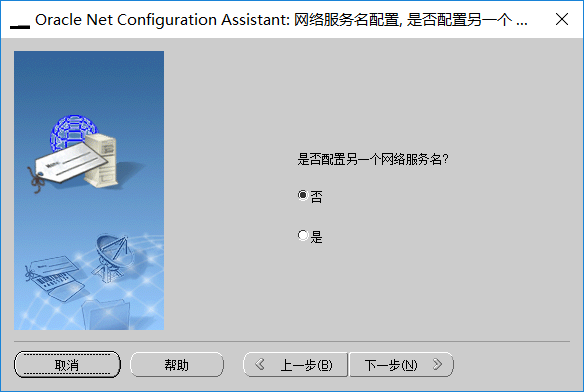 Oracle Net Configuration Assistant: 网络服务名配置, 是否配置另一个 ...
是否配置另一个网络服务名?
否
是
取消
帮助
上一步(B)
下一步(N)